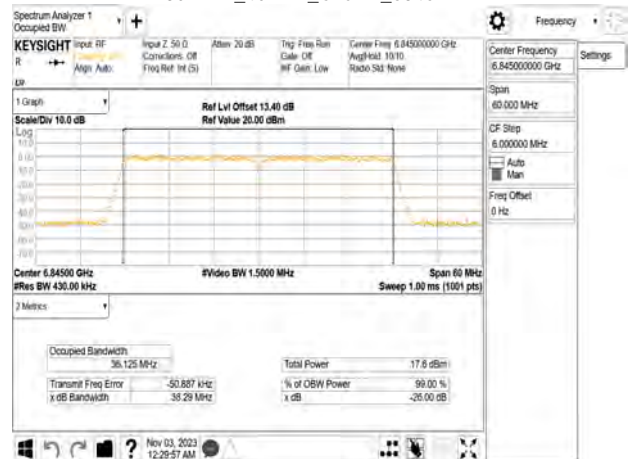 Spectrum Analyzer 1
Occupied BW
Frequency
KEYSIGHT
Input: RF
Input Z: 50 Ω
Atten: 20 dB
Trig: Free Run
Center Freq: 6.845000000 GHz
R
Corrections: Off
Gate: Off
Avg|Hold: 10/10
Align: Auto
Freq Ref: Int (S)
#IF Gain: Low
Radio Std: None
Center Frequency
6.845000000 GHz
Settings
Span
60.000 MHz
CF Step
6.000000 MHz
Auto
Man
Freq Offset
0 Hz
1 Graph
Ref Lvl Offset 13.40 dB
Scale/Div 10.0 dB
Ref Value 20.00 dBm
Log
Center 6.84500 GHz
#Video BW 1.5000 MHz
Span 60 MHz
#Res BW 430.00 kHz
Sweep 1.00 ms (1001 pts)
2 Metrics
Occupied Bandwidth
36.125 MHz
Total Power
17.6 dBm
Transmit Freq Error
-50.887 kHz
% of OBW Power
99.00 %
x dB Bandwidth
38.29 MHz
x dB
-26.00 dB
?
Nov 03, 2023
12:29:57 AM